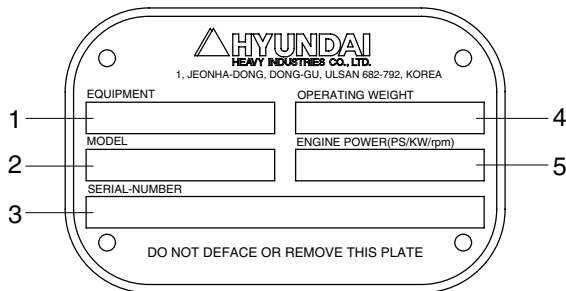 HYUNDAI
HEAVY INDUSTRIES CO., LTD.
1, JEONHA-DONG, DONG-GU, ULSAN 682-792, KOREA
EQUIPMENT
OPERATING WEIGHT
1
4
MODEL
ENGINE POWER(PS/KW/rpm)
2
5
SERIAL-NUMBER
3
DO NOT DEFACE OR REMOVE THIS PLATE